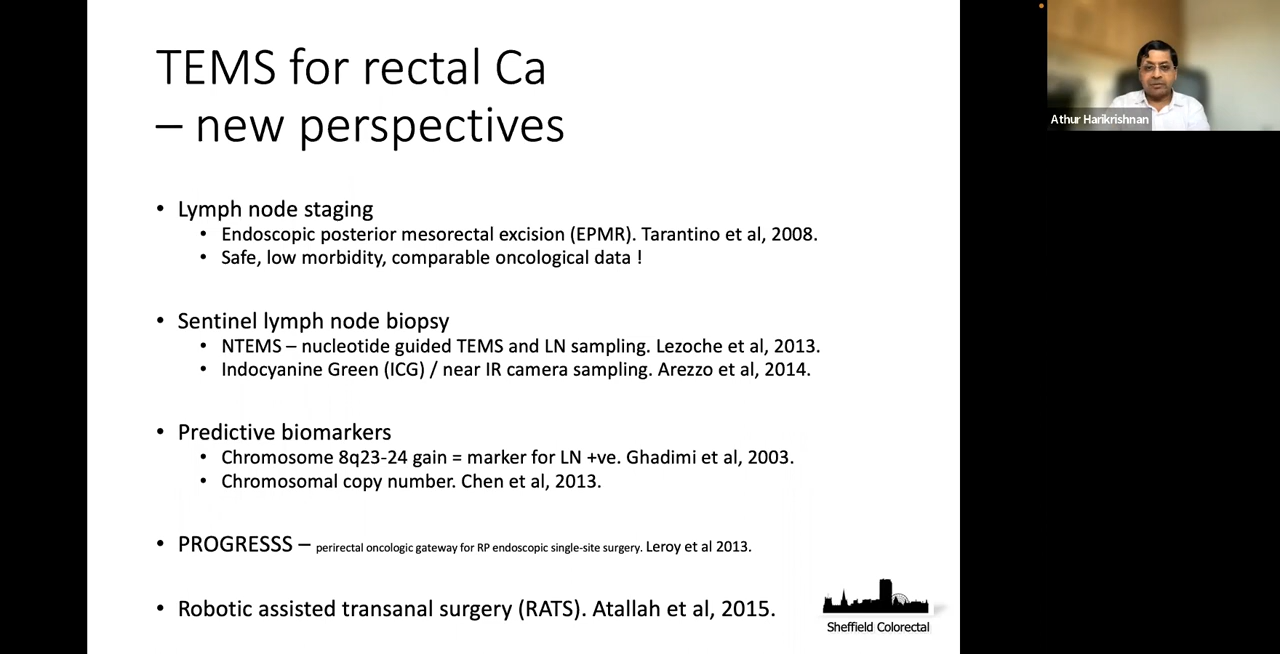 TEMS for rectal Ca
– new perspectives
• Lymph node staging
• Endoscopic posterior mesorectal excision (EPMR). Tarantino et al, 2008.
• Safe, low morbidity, comparable oncological data !
• Sentinel lymph node biopsy
• NTEMS – nucleotide guided TEMS and LN sampling. Lezoche et al, 2013.
• Indocyanine Green (ICG) / near IR camera sampling. Arezzo et al, 2014.
• Predictive biomarkers
• Chromosome 8q23-24 gain = marker for LN +ve. Ghadimi et al, 2003.
• Chromosomal copy number. Chen et al, 2013.
• PROGRESSS – perirectal oncologic gateway for RP endoscopic single-site surgery. Leroy et al 2013.
• Robotic assisted transanal surgery (RATS). Atallah et al, 2015.
Sheffield Colorectal
Athur Harikrishnan